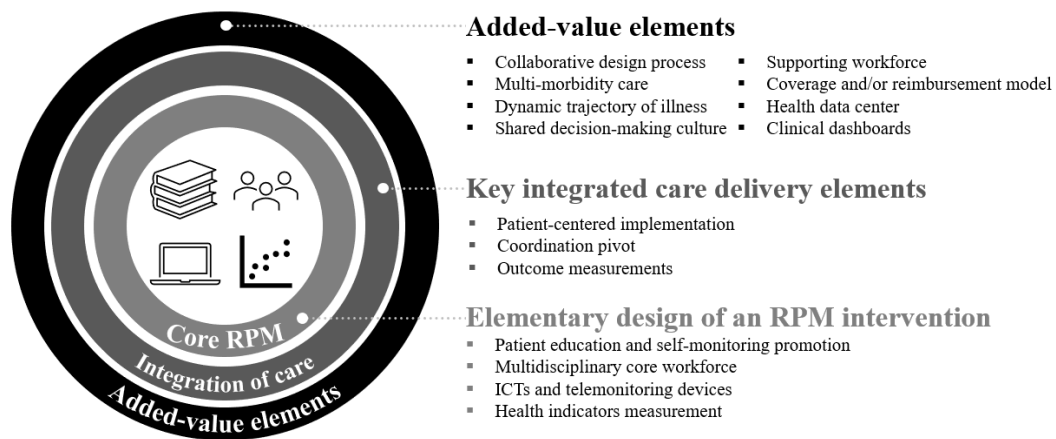 Added-value elements
▪ Collaborative design process
▪ Multi-morbidity care
▪ Dynamic trajectory of illness
▪ Shared decision-making culture
▪ Supporting workforce
▪ Coverage and/or reimbursement model
▪ Health data center
▪ Clinical dashboards
Key integrated care delivery elements
▪ Patient-centered implementation
▪ Coordination pivot
▪ Outcome measurements
Elementary design of an RPM intervention
▪ Patient education and self-monitoring promotion
▪ Multidisciplinary core workforce
▪ ICTs and telemonitoring devices
▪ Health indicators measurement
Core RPM
Integration of care
Added-value elements